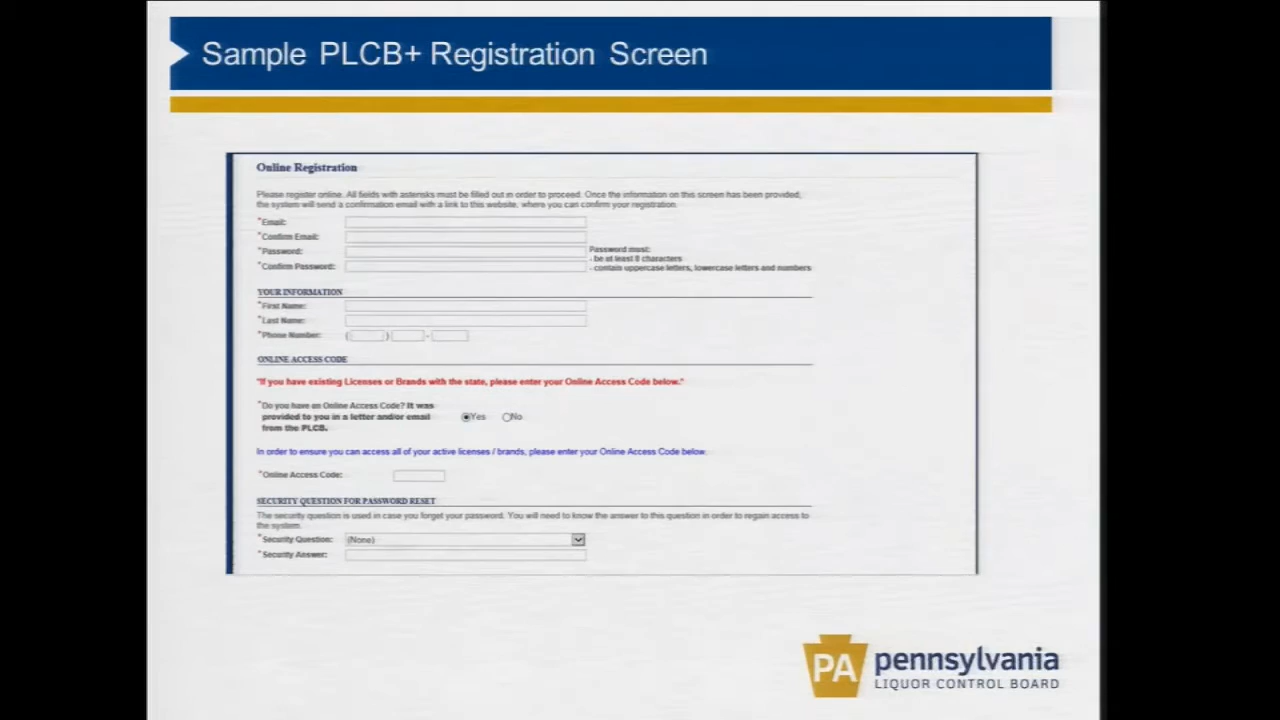 Sample PLCB+ Registration Screen
Online Registration
Please register online. All fields with asterisks must be filled out in order to proceed. Once the information on this screen has been provided,
the system will send a confirmation email with a link to this website, where you can confirm your registration.
*Email:
*Confirm Email:
*Password:
Password must:
- be at least 8 characters
*Confirm Password:
- contain uppercase letters, lowercase letters and numbers
YOUR INFORMATION
*First Name:
*Last Name:
*Phone Number: ( ) -
ONLINE ACCESS CODE
"If you have existing Licenses or Brands with the state, please enter your Online Access Code below."
*Do you have an Online Access Code? It was
provided to you in a letter and/or email
from the PLCB.
Yes No
In order to ensure you can access all of your active licenses / brands, please enter your Online Access Code below.
*Online Access Code:
SECURITY QUESTION FOR PASSWORD RESET
The security question is used in case you forget your password. You will need to know the answer to this question in order to regain access to
the system.
*Security Question: (None)
*Security Answer:
PA pennsylvania
LIQUOR CONTROL BOARD